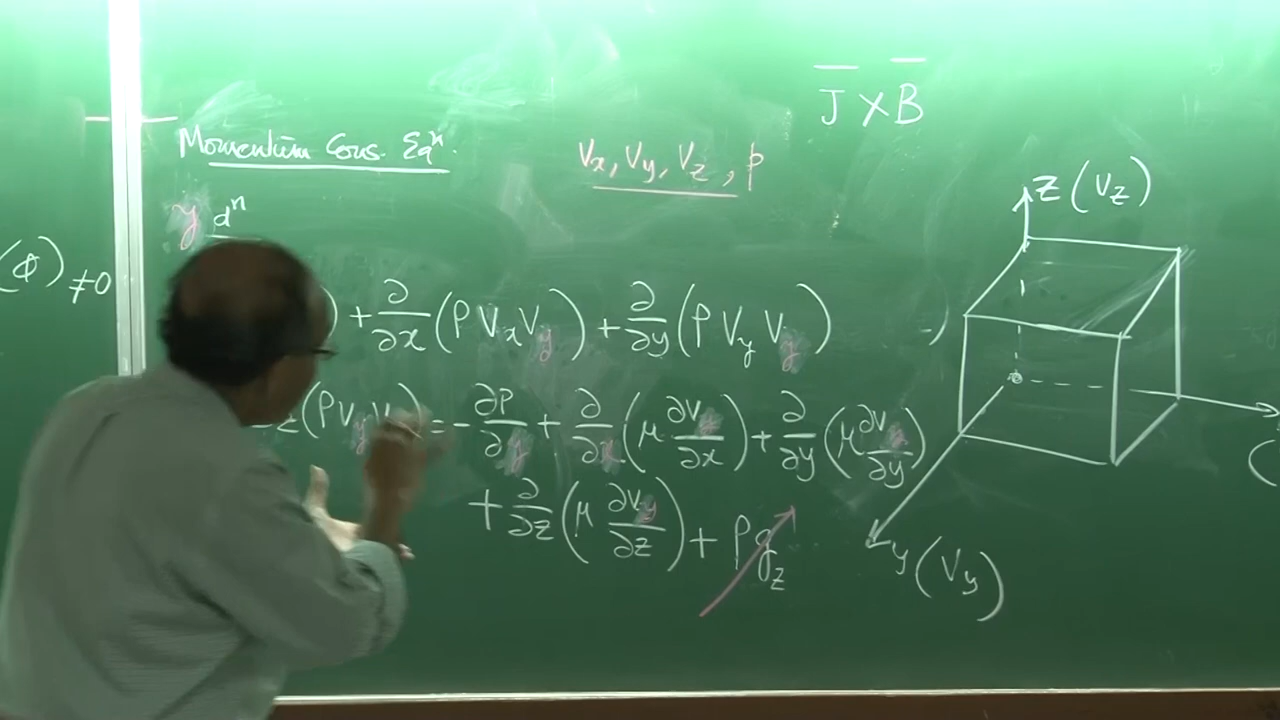 J̅ × B̅
Momentum Cons. Eqⁿ.
Vx, Vy, Vz, p
y dⁿ
(φ) ≠0
) + ∂/∂x (ρ Vx Vy) + ∂/∂y (ρ Vy Vy)
z (ρ Vy V ) = - ∂p/∂y + ∂/∂x (μ ∂vy/∂x) + ∂/∂y (μ ∂vy/∂y)
+ ∂/∂z (μ ∂vy/∂z) + ρ gz
z (Vz)
y (Vy)
(